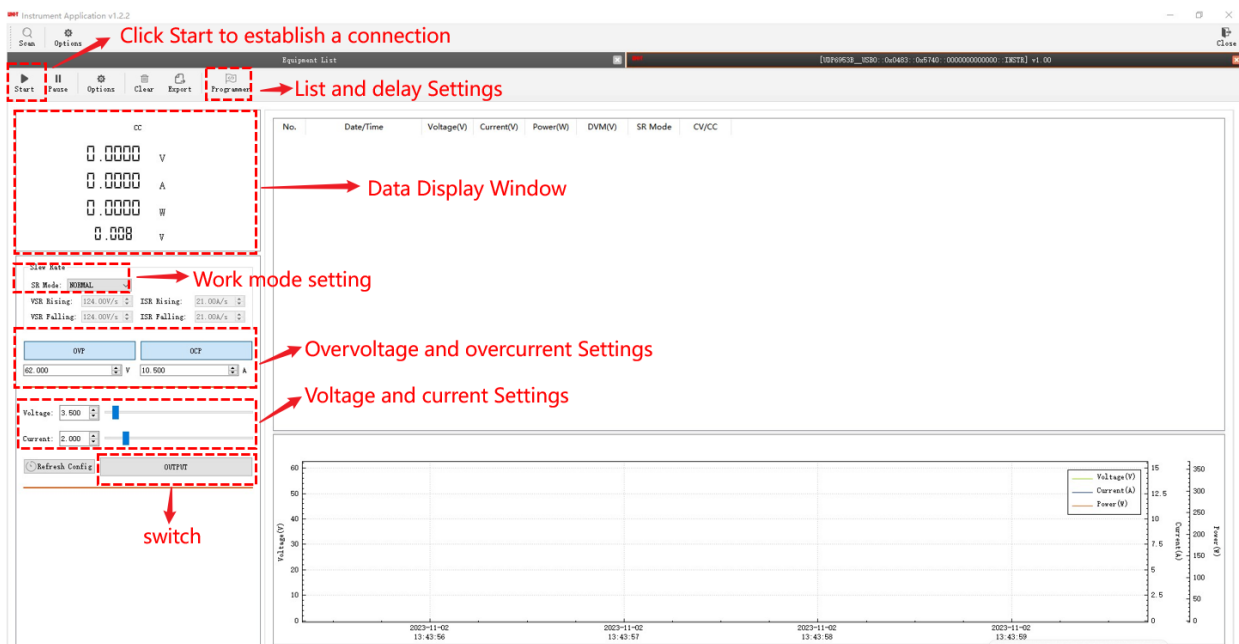 UNI-T Instrument Application v1.2.2
Scan Options Close
Click Start to establish a connection
Equipment List [UDP6953B__USB0::0x0483::0x5740::0000000000000::INSTR] v1.00
Start Pause Options Clear Export Programmer
List and delay Settings
CC
0.0000 V
0.0000 A
0.0000 W
0.008 V
No. Date/Time Voltage(V) Current(V) Power(W) DVM(V) SR Mode CV/CC
Data Display Window
Slew Rate
SR Mode: NORMAL
Work mode setting
VSR Rising: 124.00V/s ISR Rising: 21.00A/s
VSR Falling: 124.00V/s ISR Falling: 21.00A/s
OVP OCP
62.000 V 10.500 A
Overvoltage and overcurrent Settings
Voltage: 3.500
Current: 2.000
Voltage and current Settings
Refresh Config OUTPUT
switch
Voltage(V)
60
50
40
30
20
10
0
Voltage(V)
Current(A)
Power(W)
15
12.5
10
7.5
5
2.5
0
Current(A)
350
300
250
200
150
100
50
0
Power(W)
2023-11-02 2023-11-02 2023-11-02 2023-11-02
13:43:56 13:43:57 13:43:58 13:43:59